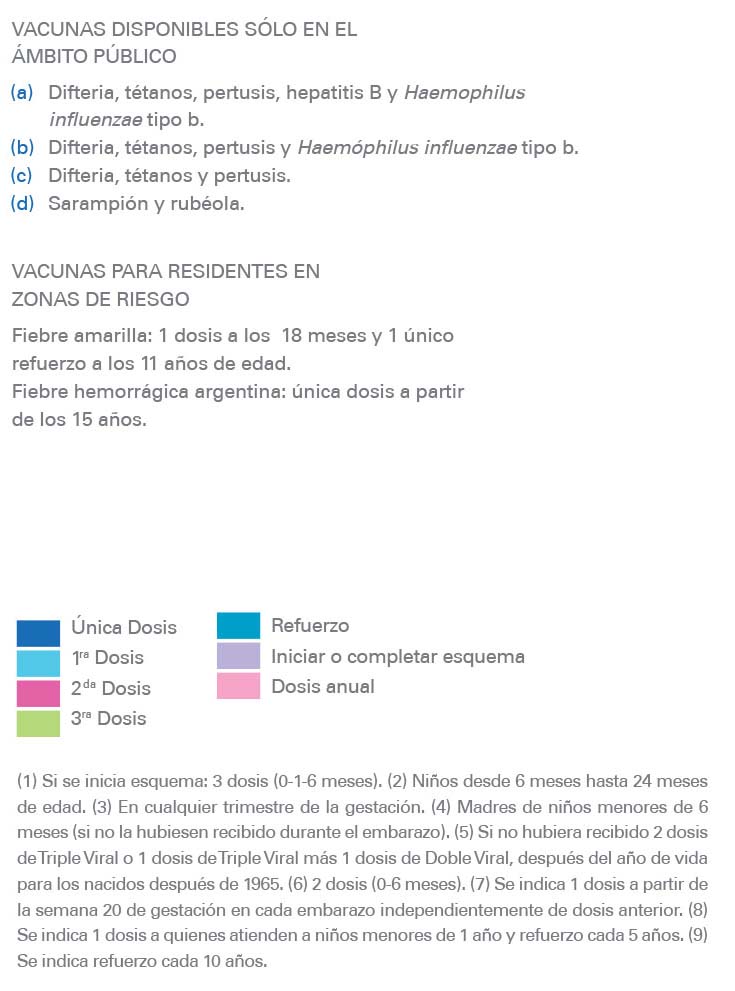 VACUNAS DISPONIBLES SÓLO EN EL
ÁMBITO PÚBLICO
(a) Difteria, tétanos, pertusis, hepatitis B y Haemophilus
influenzae tipo b.
(b) Difteria, tétanos, pertusis y Haemóphilus influenzae tipo b.
(c) Difteria, tétanos y pertusis.
(d) Sarampión y rubéola.
VACUNAS PARA RESIDENTES EN
ZONAS DE RIESGO
Fiebre amarilla: 1 dosis a los 18 meses y 1 único
refuerzo a los 11 años de edad.
Fiebre hemorrágica argentina: única dosis a partir
de los 15 años.
Única Dosis
1ra Dosis
2da Dosis
3ra Dosis
Refuerzo
Iniciar o completar esquema
Dosis anual
(1) Si se inicia esquema: 3 dosis (0-1-6 meses). (2) Niños desde 6 meses hasta 24 meses
de edad. (3) En cualquier trimestre de la gestación. (4) Madres de niños menores de 6
meses (si no la hubiesen recibido durante el embarazo). (5) Si no hubiera recibido 2 dosis
de Triple Viral o 1 dosis de Triple Viral más 1 dosis de Doble Viral, después del año de vida
para los nacidos después de 1965. (6) 2 dosis (0-6 meses). (7) Se indica 1 dosis a partir de
la semana 20 de gestación en cada embarazo independientemente de dosis anterior. (8)
Se indica 1 dosis a quienes atienden a niños menores de 1 año y refuerzo cada 5 años. (9)
Se indica refuerzo cada 10 años.